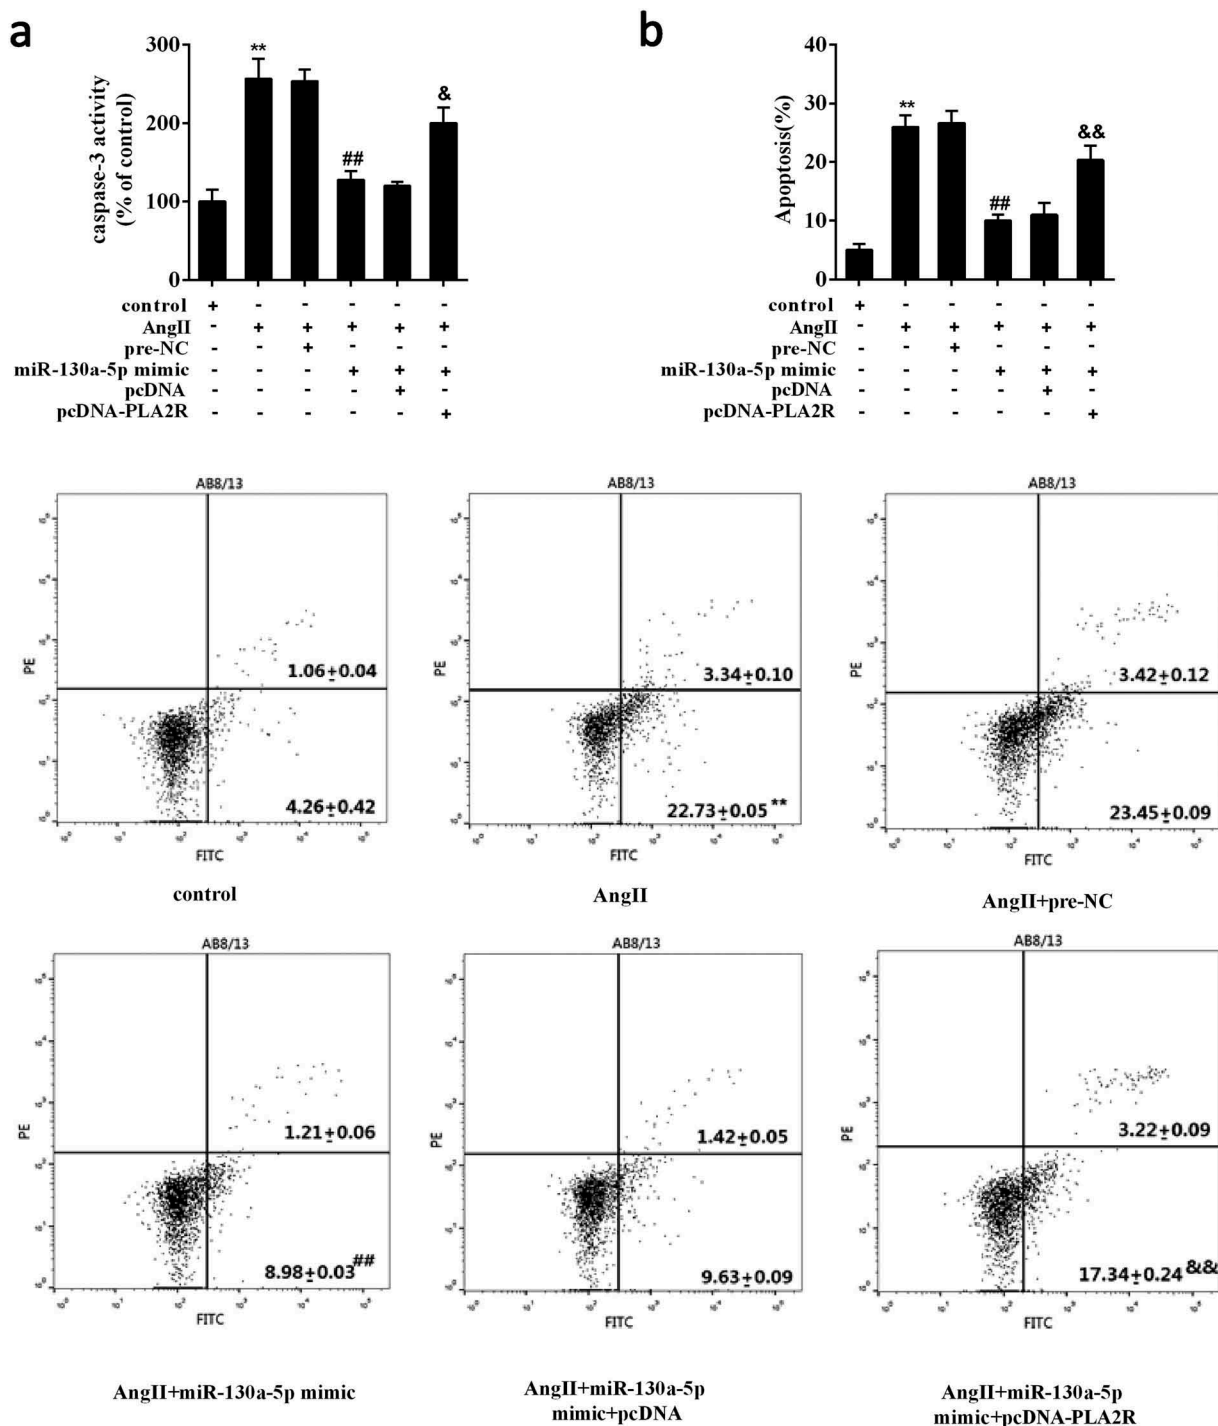 a
b
300
200
100
0
caspase-3 activity
(% of control)
**
##
&
control + - - - - -
AngII - + + + + +
pre-NC - - + - - -
miR-130a-5p mimic - - - + + +
pcDNA - - - - + -
pcDNA-PLA2R - - - - - +
40
30
20
10
0
Apoptosis(%)
**
##
&&
control + - - - - -
AngII - + + + + +
pre-NC - - + - - -
miR-130a-5p mimic - - - + + +
pcDNA - - - - + -
pcDNA-PLA2R - - - - - +
AB8/13
PE
1.06±0.04
4.26±0.42
FITC
control
AB8/13
PE
3.34±0.10
22.73±0.05 **
FITC
AngII
AB8/13
PE
3.42±0.12
23.45±0.09
FITC
AngII+pre-NC
AB8/13
PE
1.21±0.06
8.98±0.03 ##
FITC
AngII+miR-130a-5p mimic
AB8/13
PE
1.42±0.05
9.63±0.09
FITC
AngII+miR-130a-5p
mimic+pcDNA
AB8/13
PE
3.22±0.09
17.34±0.24 &&
FITC
AngII+miR-130a-5p
mimic+pcDNA-PLA2R